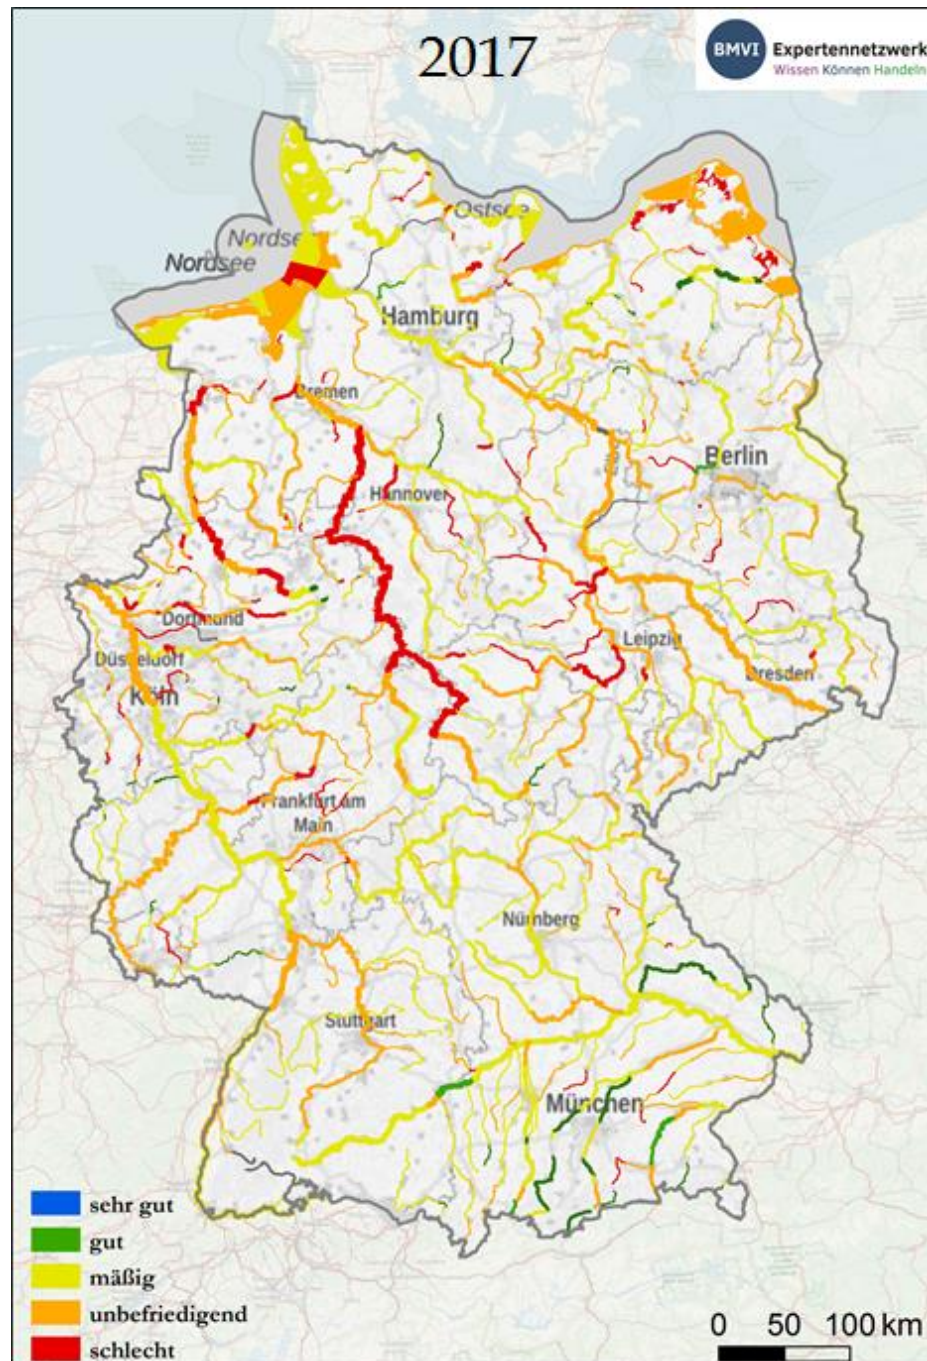 2017
BMVI
Expertennetzwerk
Wissen Können Handeln
Ostsee
Nordsee
Nordsee
Hamburg
Bremen
Berlin
Hannover
Dortmund
Leipzig
Düsseldorf
Dresden
Köln
Frankfurt am
Main
Nürnberg
Stuttgart
München
sehr gut
gut
mäßig
unbefriedigend
schlecht
0 50 100 km